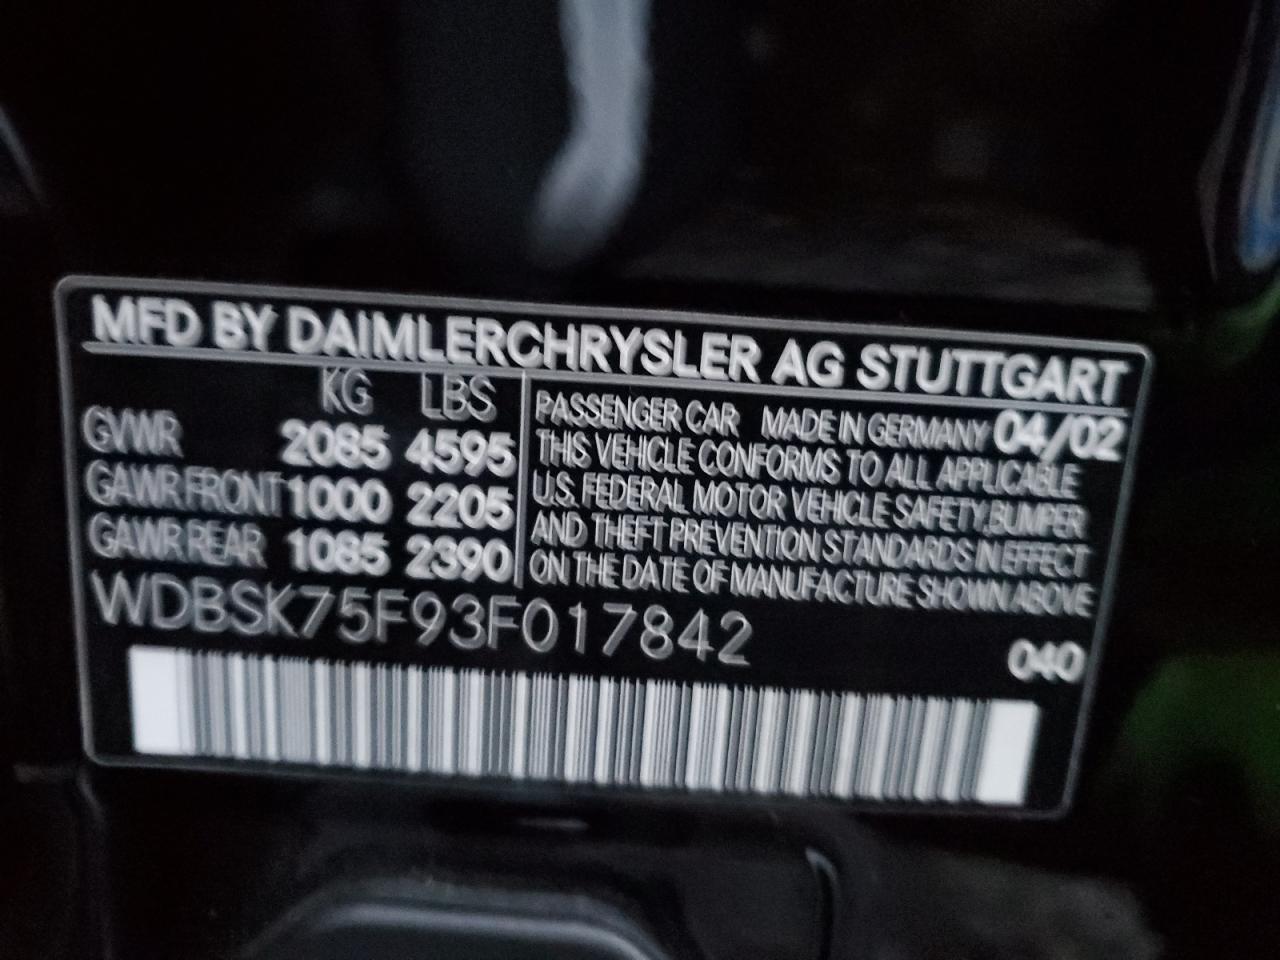 MFD BY DAIMLERCHRYSLER AG STUTTGART
KG LBS
GVWR 2085 4595
GAWR FRONT 1000 2205
GAWR REAR 1085 2390
PASSENGER CAR MADE IN GERMANY 04/02
THIS VEHICLE CONFORMS TO ALL APPLICABLE
U.S. FEDERAL MOTOR VEHICLE SAFETY,BUMPER
AND THEFT PREVENTION STANDARDS IN EFFECT
ON THE DATE OF MANUFACTURE SHOWN ABOVE
WDBSK75F93F017842
040